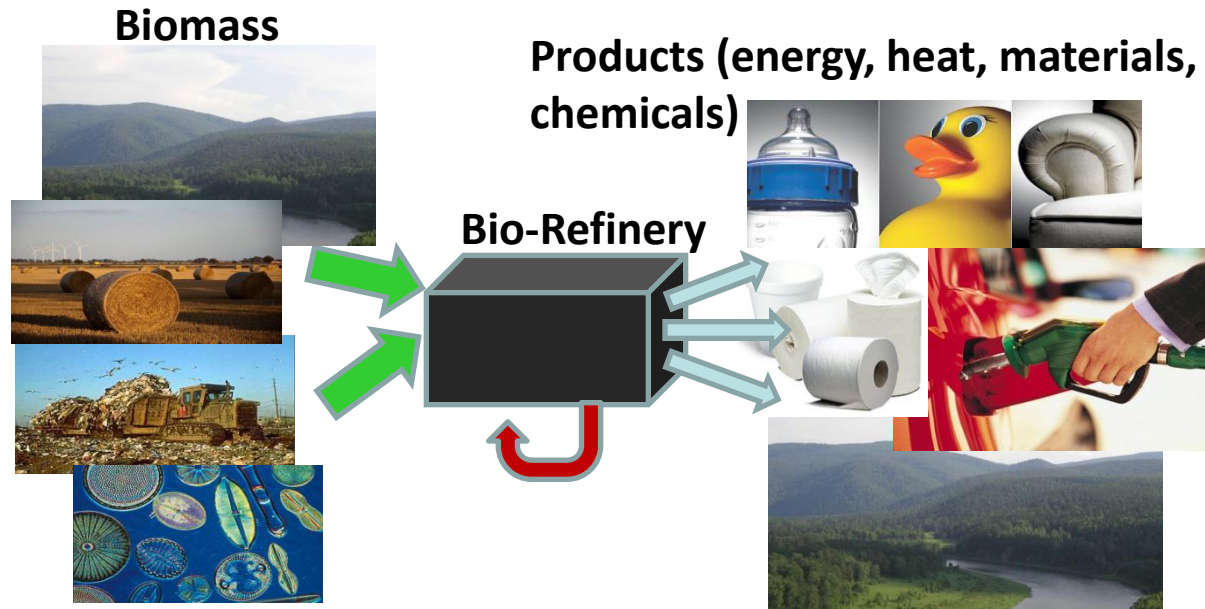 Biomass
Products (energy, heat, materials,
chemicals)
Bio-Refinery